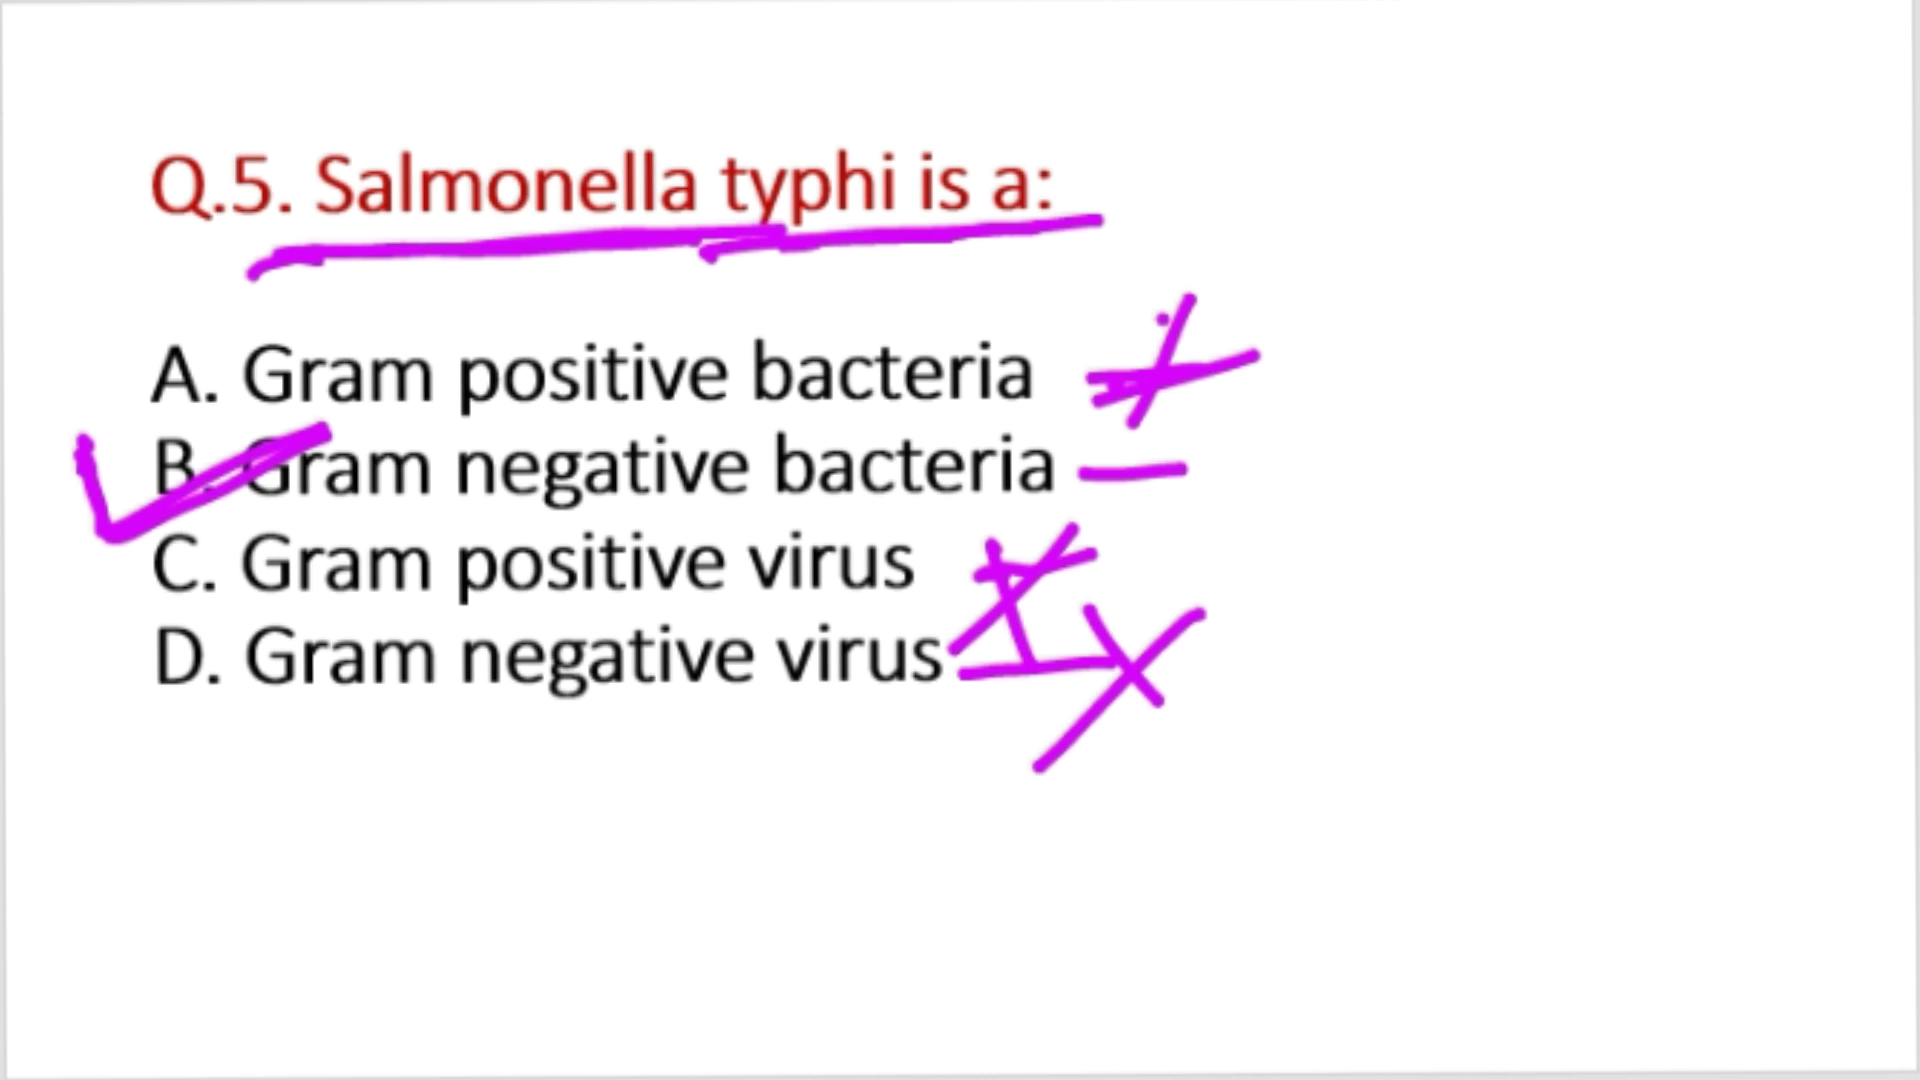 Q.5. Salmonella typhi is a:
A. Gram positive bacteria
B. Gram negative bacteria
C. Gram positive virus
D. Gram negative virus